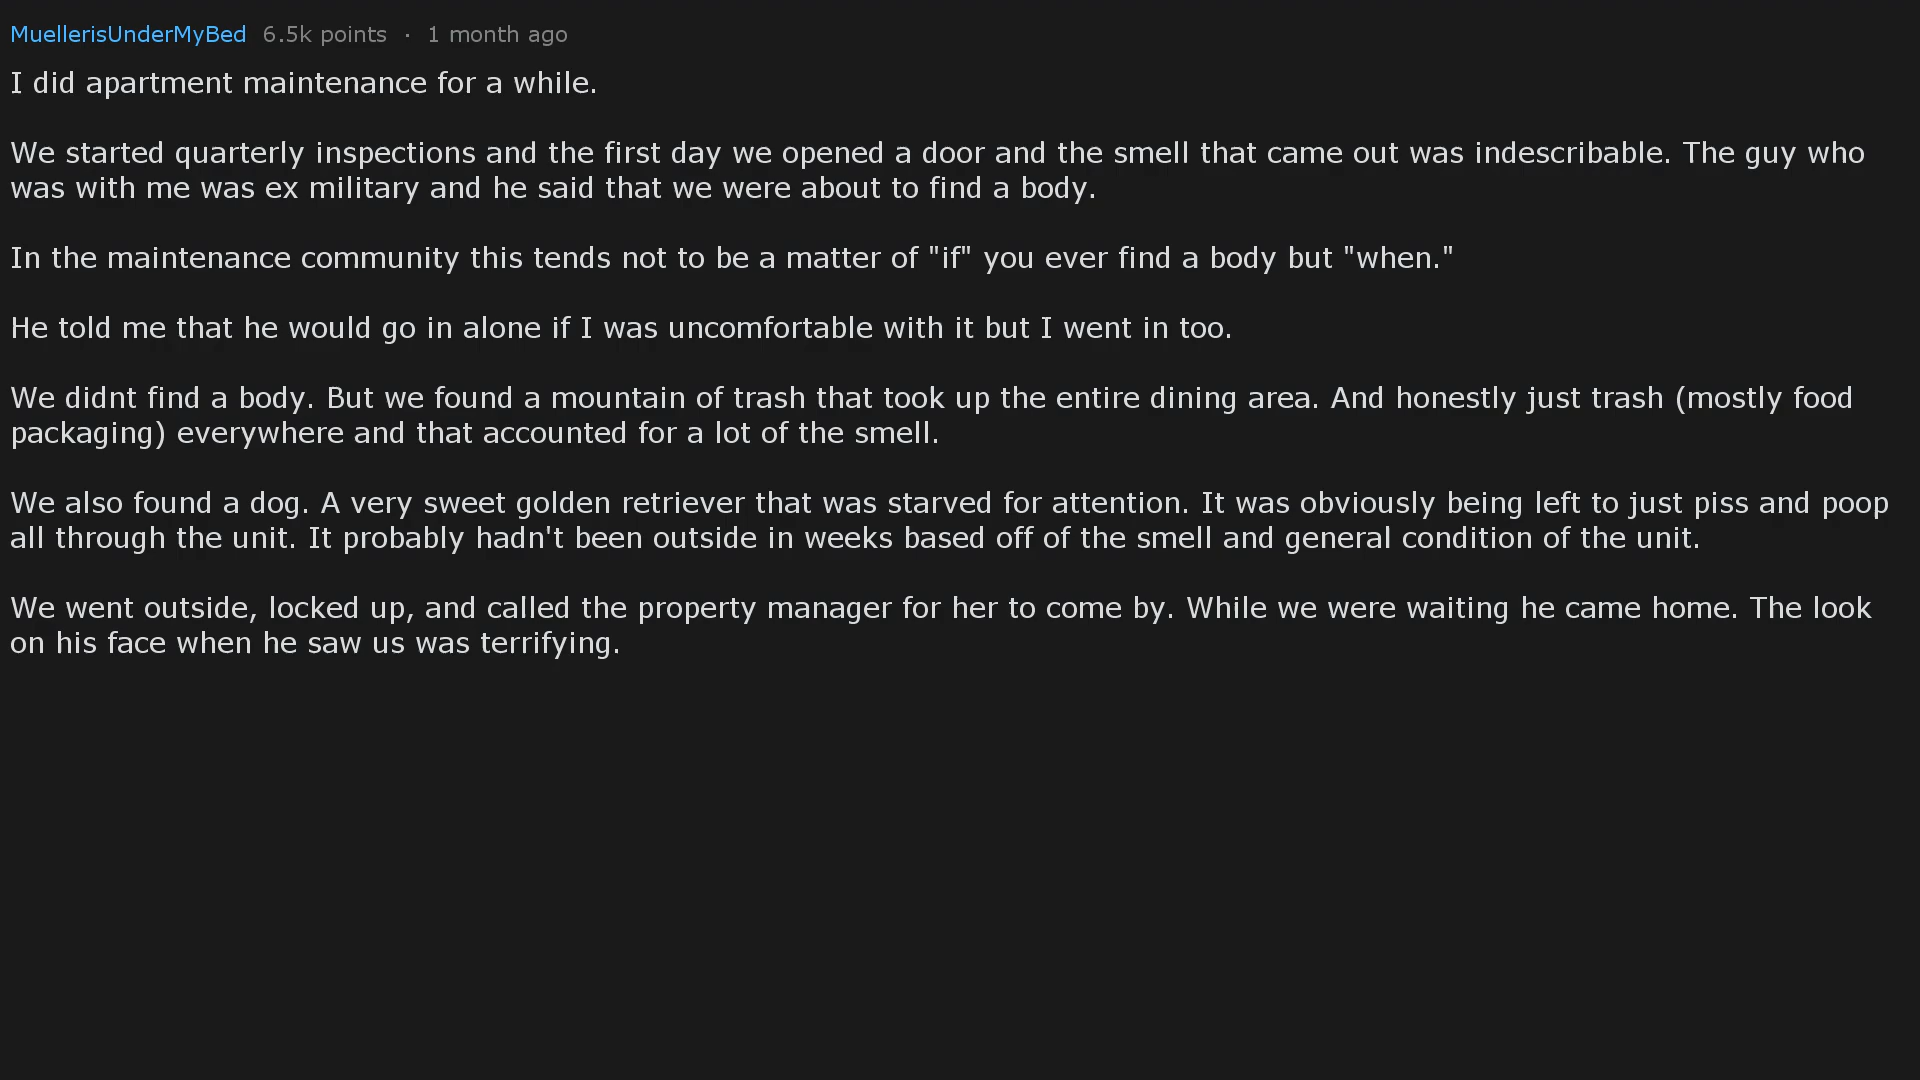 MuellerisUnderMyBed 6.5k points · 1 month ago
I did apartment maintenance for a while.
We started quarterly inspections and the first day we opened a door and the smell that came out was indescribable. The guy who
was with me was ex military and he said that we were about to find a body.
In the maintenance community this tends not to be a matter of "if" you ever find a body but "when."
He told me that he would go in alone if I was uncomfortable with it but I went in too.
We didnt find a body. But we found a mountain of trash that took up the entire dining area. And honestly just trash (mostly food
packaging) everywhere and that accounted for a lot of the smell.
We also found a dog. A very sweet golden retriever that was starved for attention. It was obviously being left to just piss and poop
all through the unit. It probably hadn't been outside in weeks based off of the smell and general condition of the unit.
We went outside, locked up, and called the property manager for her to come by. While we were waiting he came home. The look
on his face when he saw us was terrifying.